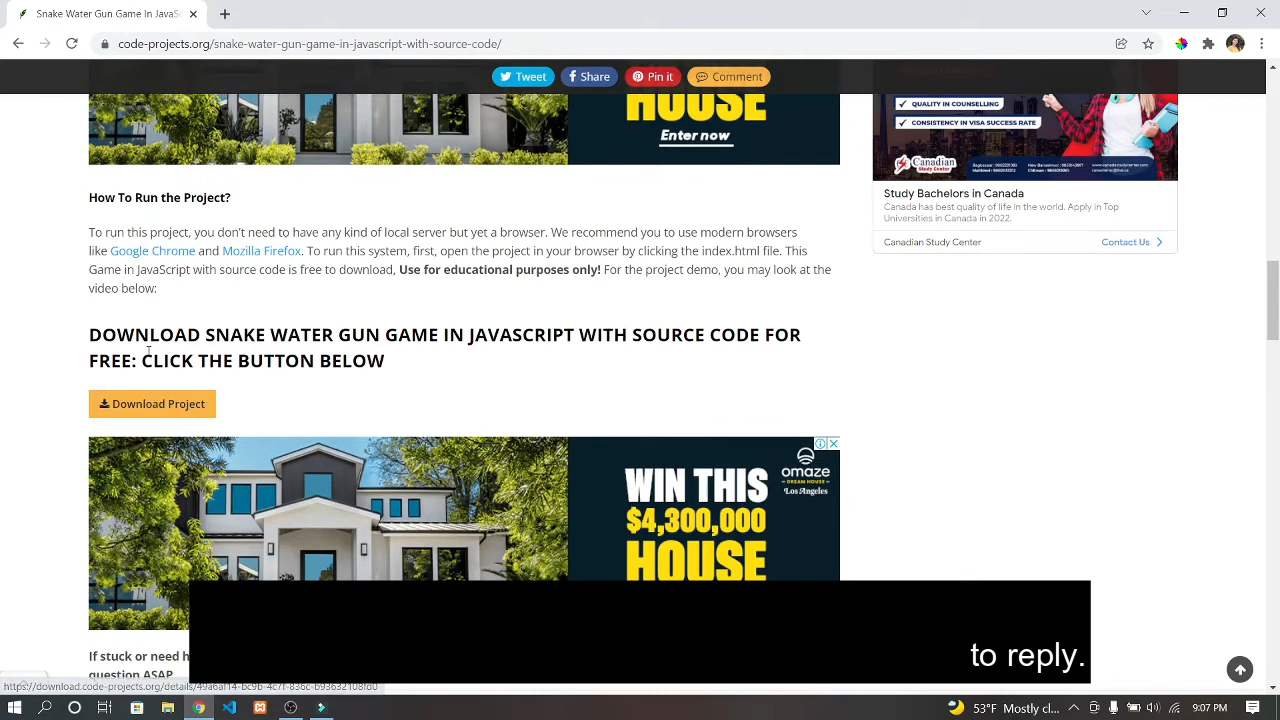 Snake Water Gun Game in JavaS
code-projects.org/snake-water-gun-game-in-javascript-with-source-code/
Tweet
Share
Pin it
Comment
HOUSE
Enter now
QUALITY IN COUNSELLING
CONSISTENCY IN VISA SUCCESS RATE
Canadian
Study Center
Study Bachelors in Canada
Canada has best quality of life in the world. Apply in Top
Universities in Canada in 2022.
Canadian Study Center
Contact Us
How To Run the Project?
To run this project, you don't need to have any kind of local server but yet a browser. We recommend you to use modern browsers
like Google Chrome and Mozilla Firefox. To run this system, first, open the project in your browser by clicking the index.html file. This
Game in JavaScript with source code is free to download, Use for educational purposes only! For the project demo, you may look at the
video below:
DOWNLOAD SNAKE WATER GUN GAME IN JAVASCRIPT WITH SOURCE CODE FOR
FREE: CLICK THE BUTTON BELOW
Download Project
omaze
DREAM HOUSE
Los Angeles
WIN THIS
$4,300,000
HOUSE
If stuck or need h
question ASAP
to reply.
53°F Mostly cl...
9:07 PM